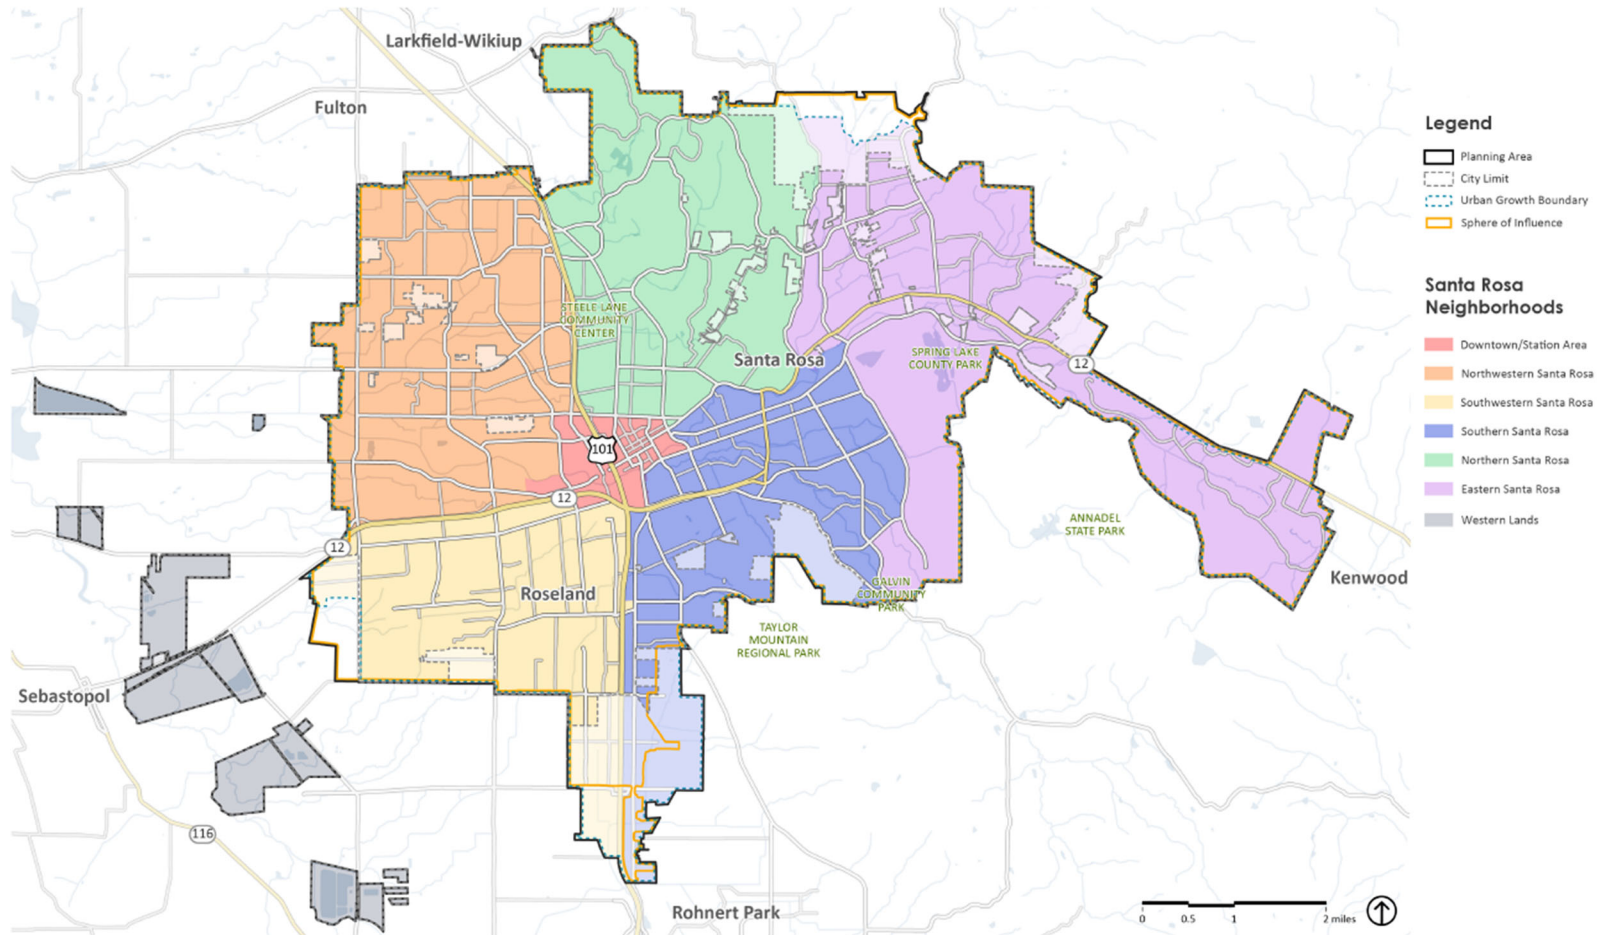 Larkfield-Wikiup
Fulton
STEELE LANE
COMMUNITY
CENTER
Santa Rosa
SPRING LAKE
COUNTY PARK
12
101
12
12
ANNADEL
STATE PARK
Kenwood
GALVIN
COMMUNITY
PARK
Roseland
TAYLOR
MOUNTAIN
REGIONAL PARK
Sebastopol
116
Rohnert Park
0 0.5 1 2 miles
Legend
Planning Area
City Limit
Urban Growth Boundary
Sphere of Influence
Santa Rosa
Neighborhoods
Downtown/Station Area
Northwestern Santa Rosa
Southwestern Santa Rosa
Southern Santa Rosa
Northern Santa Rosa
Eastern Santa Rosa
Western Lands